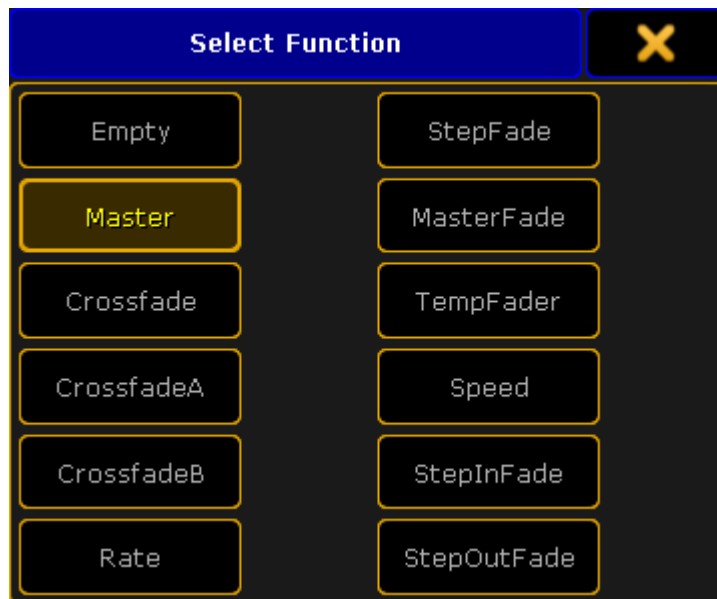 Select Function
Empty
StepFade
Master
MasterFade
Crossfade
TempFader
CrossfadeA
Speed
CrossfadeB
StepInFade
Rate
StepOutFade